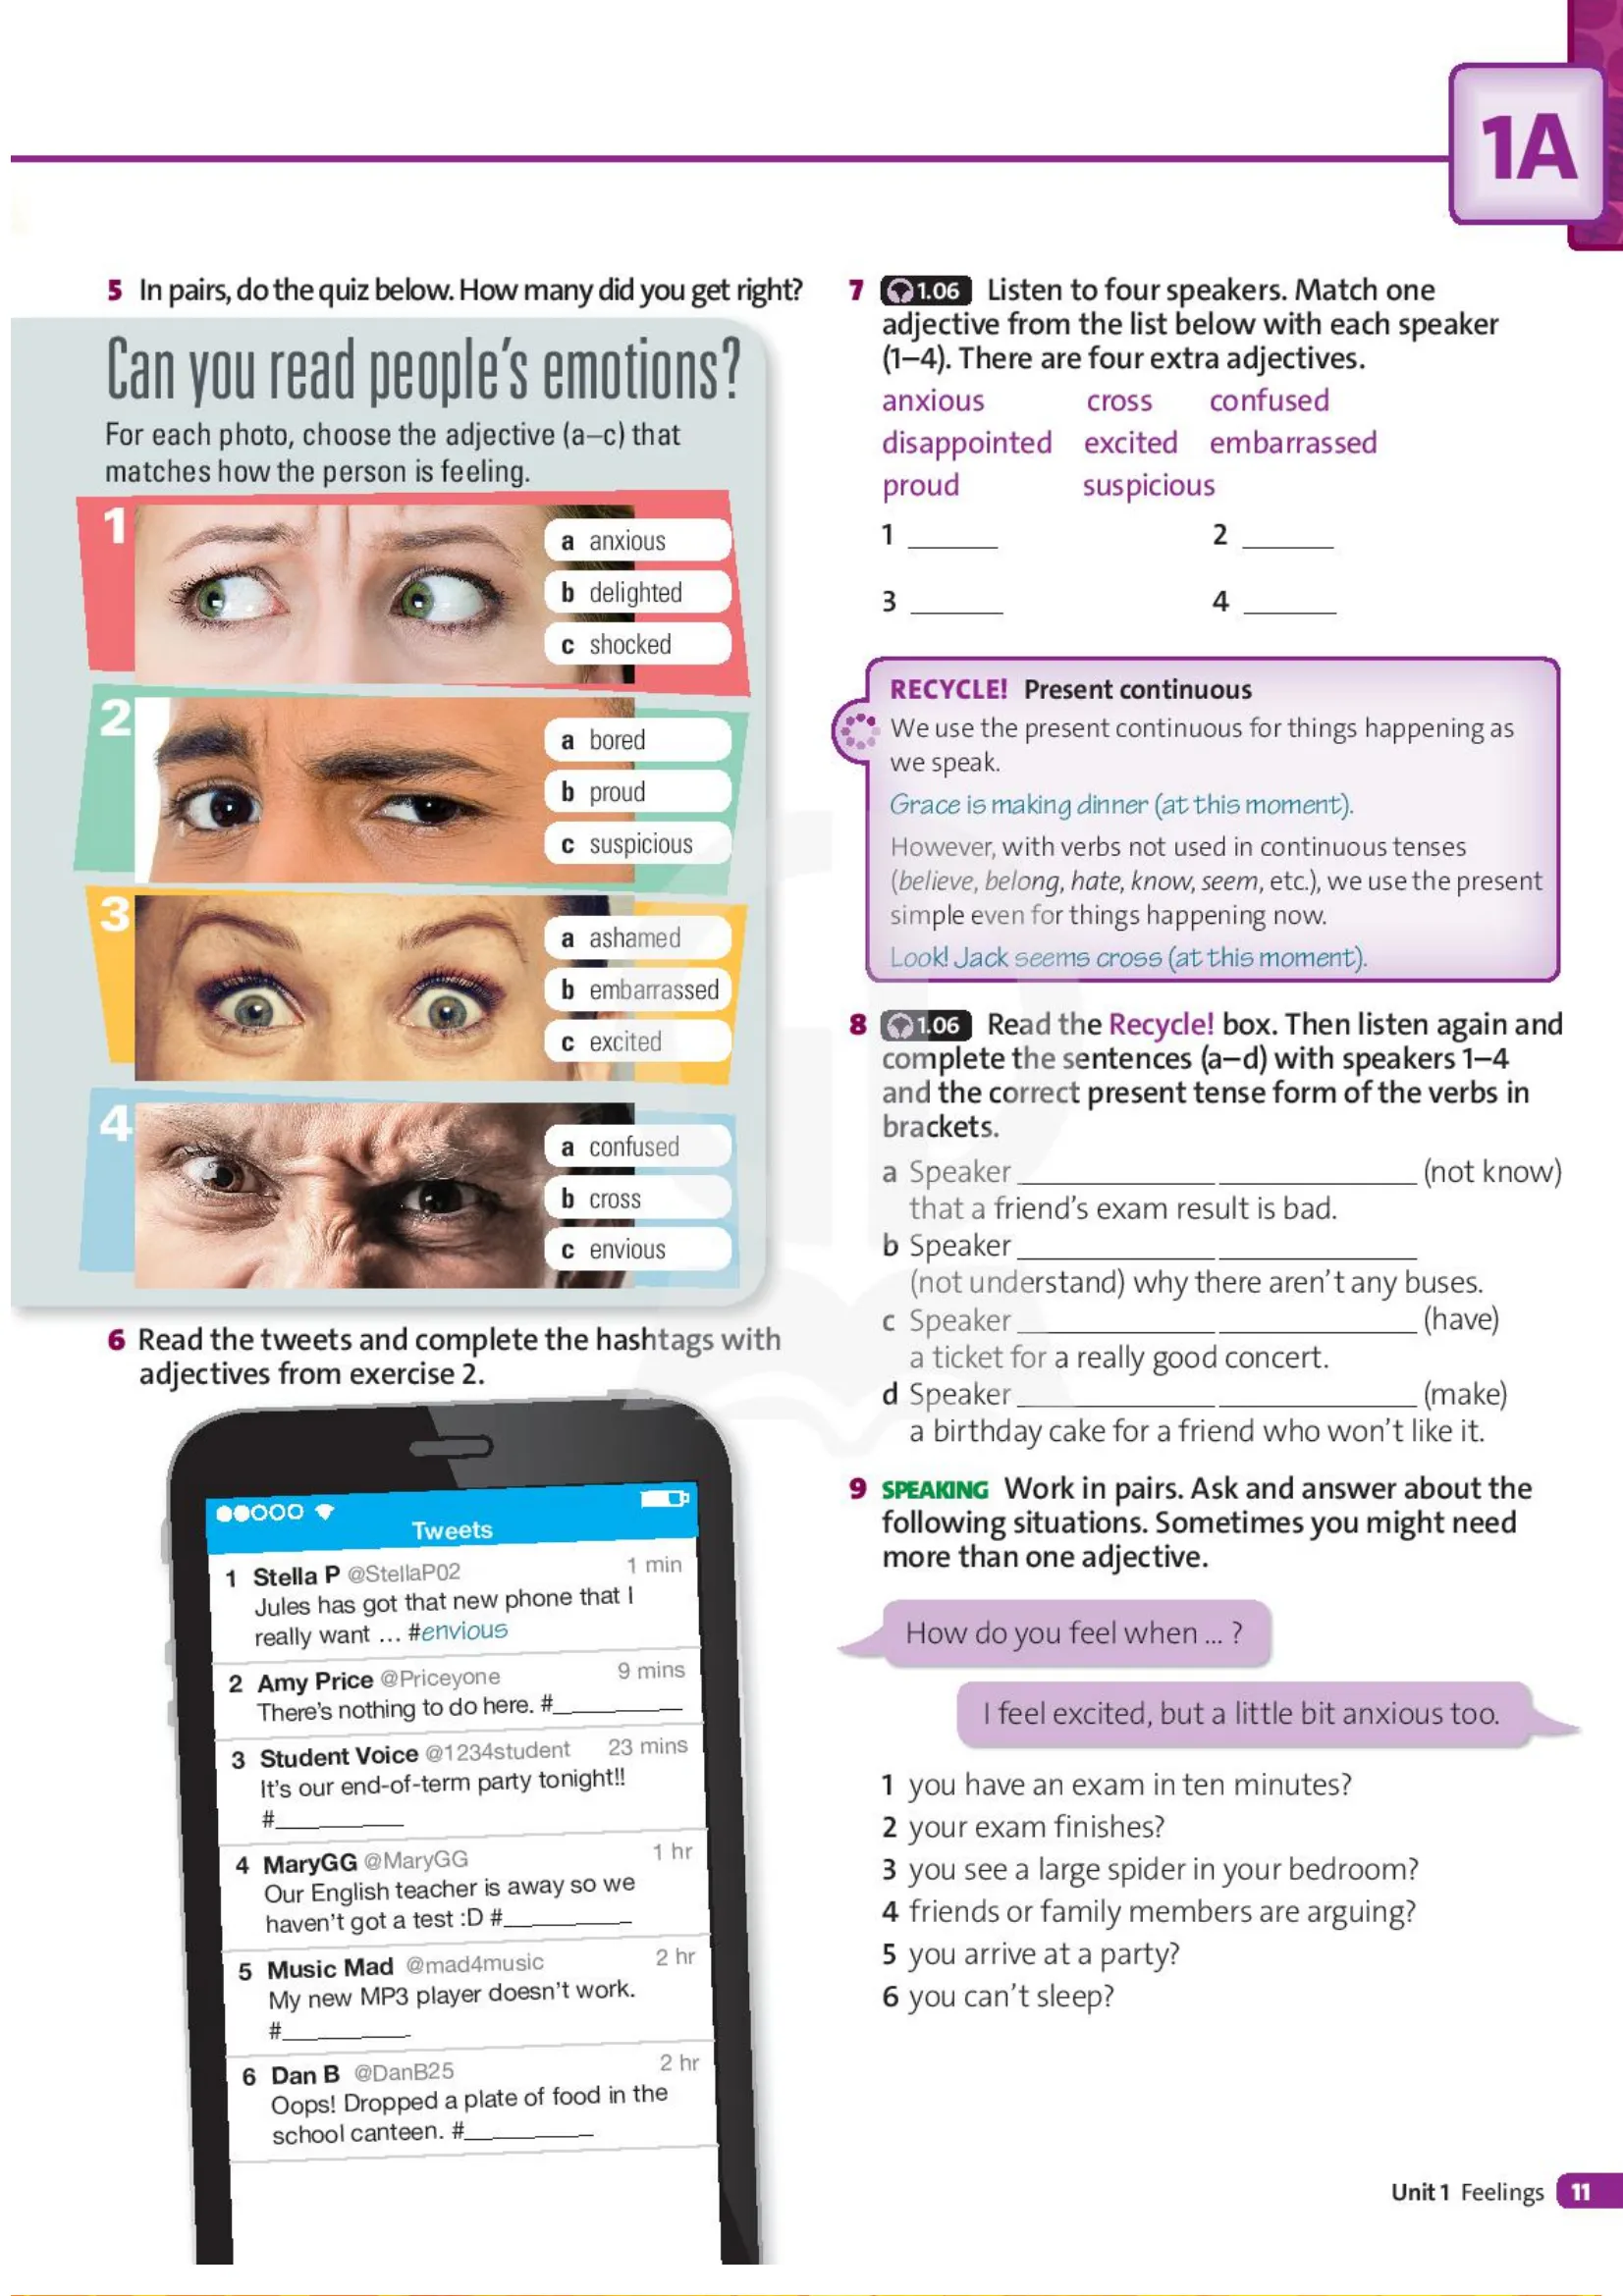 1A
5 In pairs, do the quiz below. How many did you get right?
Can you read people's emotions?
For each photo, choose the adjective (a–c) that
matches how the person is feeling.
1
a anxious
b delighted
c shocked
2
a bored
b proud
c suspicious
3
a ashamed
b embarrassed
c excited
4
a confused
b cross
c envious
6 Read the tweets and complete the hashtags with
adjectives from exercise 2.
Tweets
1 Stella P @StellaP02 1 min
Jules has got that new phone that I
really want ... #envious
2 Amy Price @Priceyone 9 mins
There's nothing to do here. #__________
3 Student Voice @1234student 23 mins
It's our end-of-term party tonight!!
#__________
4 MaryGG @MaryGG 1 hr
Our English teacher is away so we
haven't got a test :D #__________
5 Music Mad @mad4music 2 hr
My new MP3 player doesn't work.
#__________
6 Dan B @DanB25 2 hr
Oops! Dropped a plate of food in the
school canteen. #__________
7 1.06 Listen to four speakers. Match one
adjective from the list below with each speaker
(1–4). There are four extra adjectives.
anxious cross confused
disappointed excited embarrassed
proud suspicious
1 _______ 2 _______
3 _______ 4 _______
RECYCLE! Present continuous
We use the present continuous for things happening as
we speak.
Grace is making dinner (at this moment).
However, with verbs not used in continuous tenses
(believe, belong, hate, know, seem, etc.), we use the present
simple even for things happening now.
Look! Jack seems cross (at this moment).
8 1.06 Read the Recycle! box. Then listen again and
complete the sentences (a–d) with speakers 1–4
and the correct present tense form of the verbs in
brackets.
a Speaker _______________ _______________ (not know)
that a friend's exam result is bad.
b Speaker _______________ _______________
(not understand) why there aren't any buses.
c Speaker _______________ _______________ (have)
a ticket for a really good concert.
d Speaker _______________ _______________ (make)
a birthday cake for a friend who won't like it.
9 SPEAKING Work in pairs. Ask and answer about the
following situations. Sometimes you might need
more than one adjective.
How do you feel when ... ?
I feel excited, but a little bit anxious too.
1 you have an exam in ten minutes?
2 your exam finishes?
3 you see a large spider in your bedroom?
4 friends or family members are arguing?
5 you arrive at a party?
6 you can't sleep?
Unit 1 Feelings 11